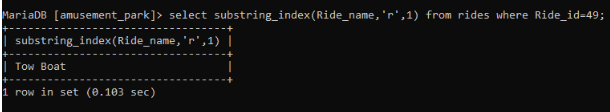 MariaDB [amusement_park]> select substring_index(Ride_name,'r',1) from rides where Ride_id=49;
+----------------------------------+
| substring_index(Ride_name,'r',1) |
+----------------------------------+
| Tow Boat                         |
+----------------------------------+
1 row in set (0.103 sec)